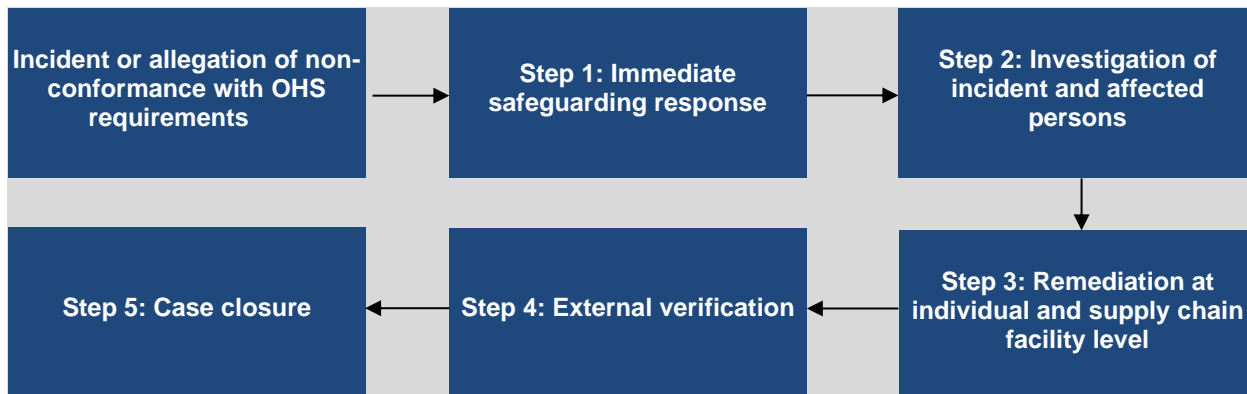 Incident or allegation of non-
conformance with OHS
requirements
Step 1: Immediate
safeguarding response
Step 2: Investigation of
incident and affected
persons
Step 3: Remediation at
individual and supply chain
facility level
Step 4: External verification
Step 5: Case closure